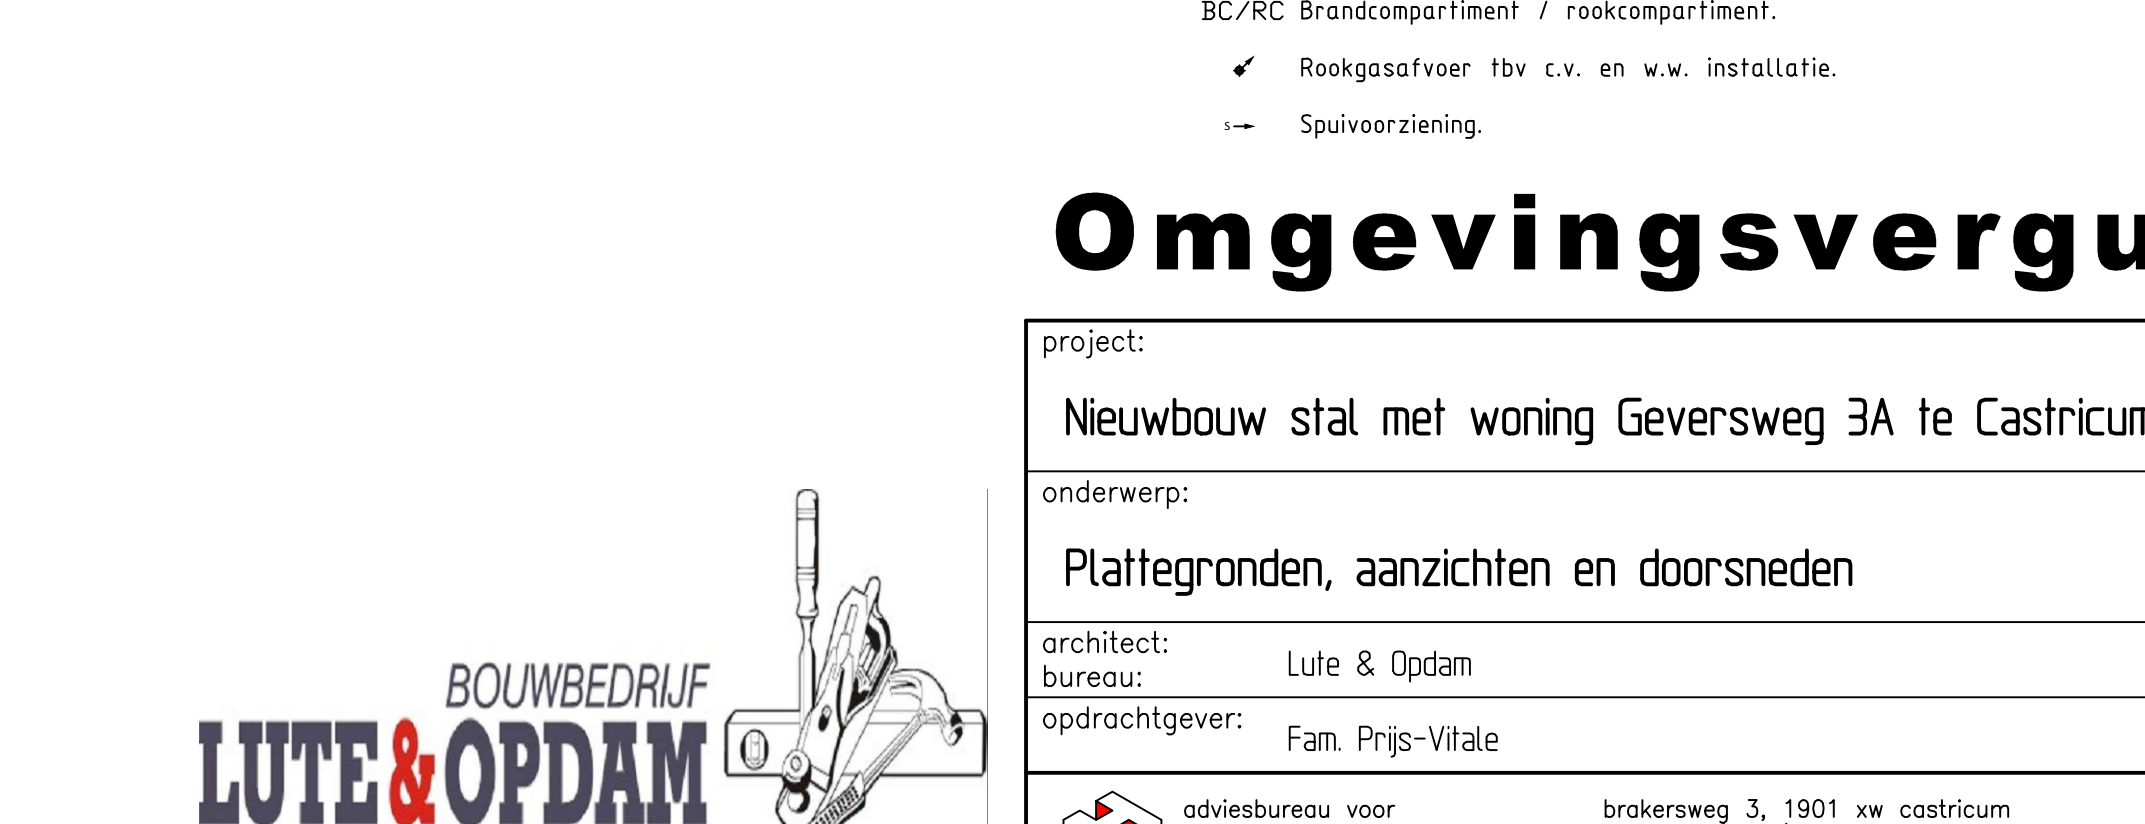 BC/RC Brandcompartiment / rookcompartiment.
Rookgasafvoer tbv c.v. en w.w. installatie.
S Spuivoorziening.
Omgevingsvergu
project:
Nieuwbouw stal met woning Geversweg 3A te Castricum
onderwerp:
Plattegronden, aanzichten en doorsneden
architect:
bureau:
Lute & Opdam
opdrachtgever:
Fam. Prijs-Vitale
adviesbureau voor
brakersweg 3, 1901 xw castricum
BOUWBEDRIJF
LUTE & OPDAM